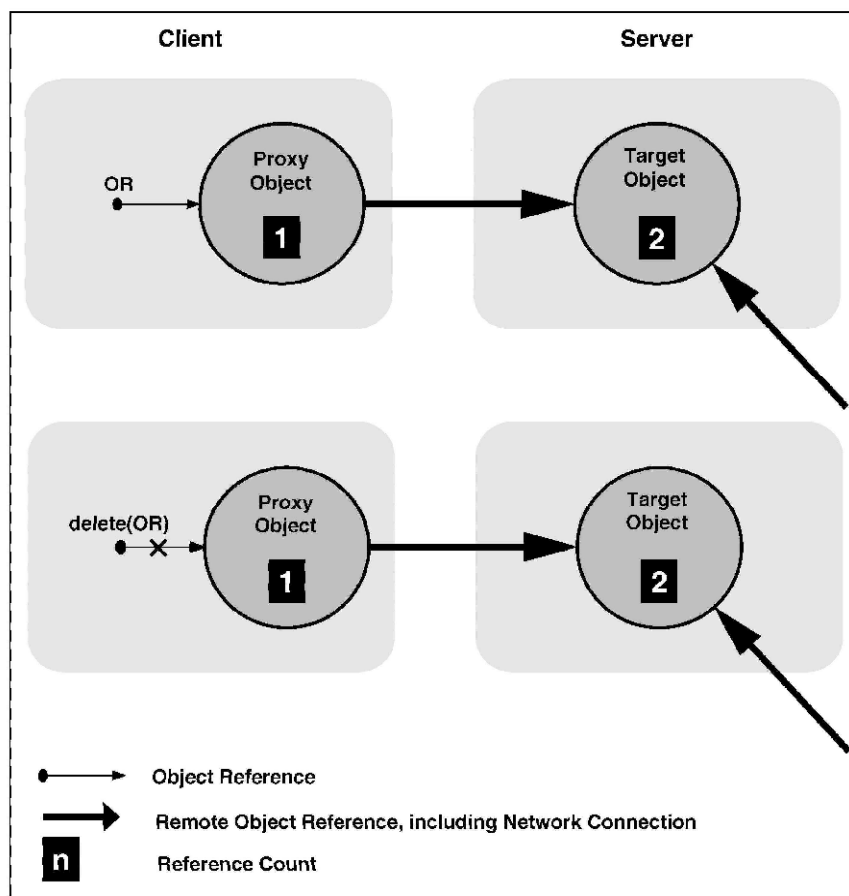 Client
Server
OR
Proxy
Object
1
Target
Object
2
delete(OR)
Proxy
Object
1
Target
Object
2
Object Reference
Remote Object Reference, including Network Connection
n
Reference Count